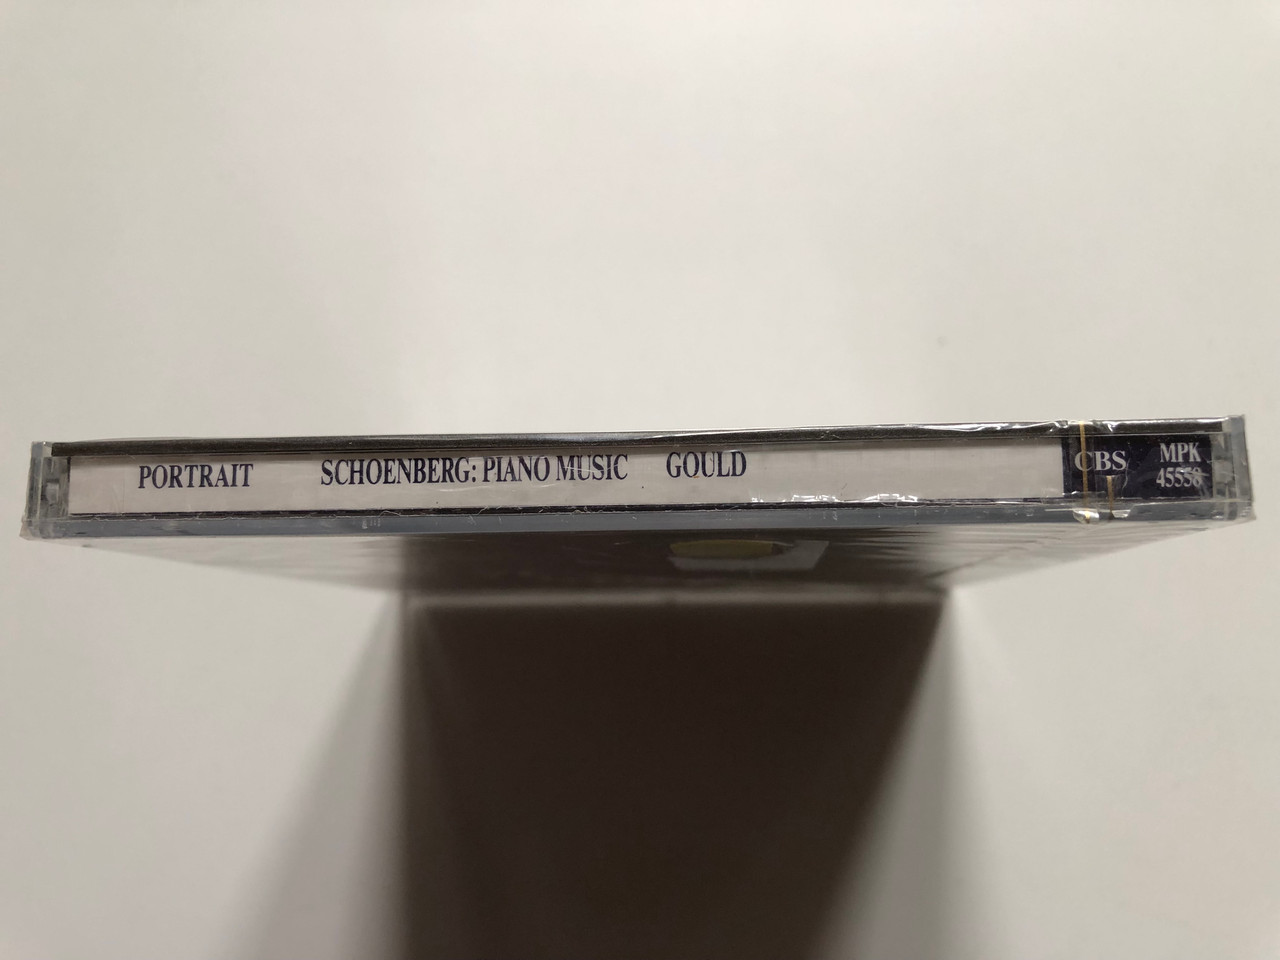 PORTRAIT SCHOENBERG: PIANO MUSIC GOULD CBS MPK
45558